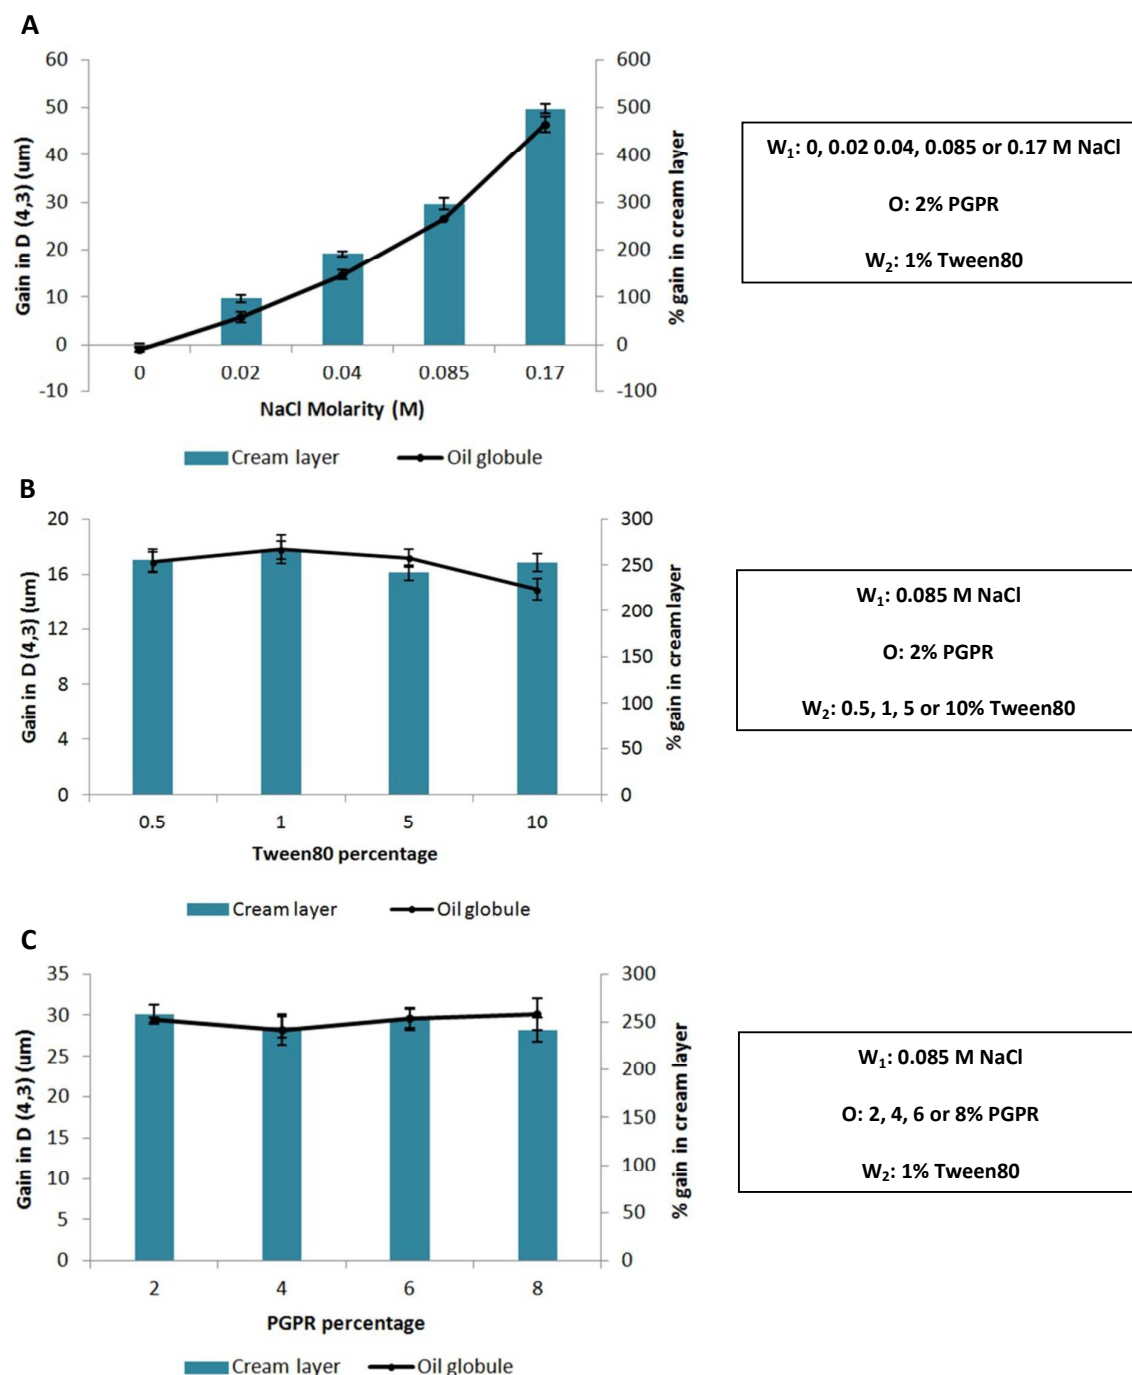 A
60
50
40
30
20
10
0
-10
Gain in D (4,3) (um)
600
500
400
300
200
100
0
-100
% gain in cream layer
0 0.02 0.04 0.085 0.17
NaCl Molarity (M)
Cream layer Oil globule
W₁: 0, 0.02 0.04, 0.085 or 0.17 M NaCl
O: 2% PGPR
W₂: 1% Tween80
B
20
16
12
8
4
0
Gain in D (4,3) (um)
300
250
200
150
100
50
0
% gain in cream layer
0.5 1 5 10
Tween80 percentage
Cream layer Oil globule
W₁: 0.085 M NaCl
O: 2% PGPR
W₂: 0.5, 1, 5 or 10% Tween80
C
35
30
25
20
15
10
5
0
Gain in D (4,3) (um)
300
250
200
150
100
50
0
% gain in cream layer
2 4 6 8
PGPR percentage
Cream layer Oil globule
W₁: 0.085 M NaCl
O: 2, 4, 6 or 8% PGPR
W₂: 1% Tween80